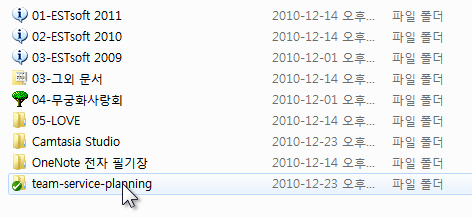 01-ESTsoft 2011 2010-12-14 오후... 파일 폴더
02-ESTsoft 2010 2010-12-14 오후... 파일 폴더
03-ESTsoft 2009 2010-12-01 오후... 파일 폴더
03-그외 문서 2010-12-14 오후... 파일 폴더
04-무궁화사랑회 2010-12-01 오후... 파일 폴더
05-LOVE 2010-12-14 오후... 파일 폴더
Camtasia Studio 2010-12-23 오후... 파일 폴더
OneNote 전자 필기장 2010-12-14 오후... 파일 폴더
team-service-planning 2010-12-23 오후... 파일 폴더